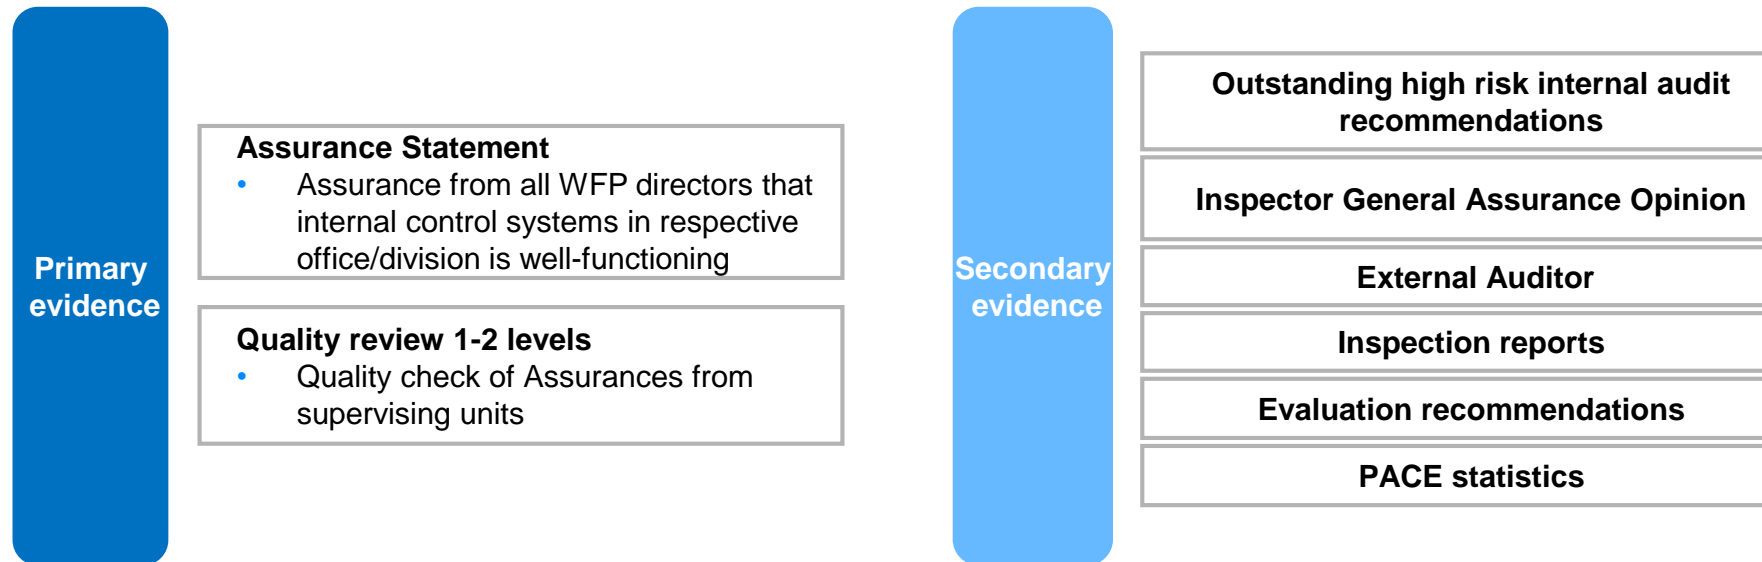 Primary
evidence
Assurance Statement
• Assurance from all WFP directors that
internal control systems in respective
office/division is well-functioning
Quality review 1-2 levels
• Quality check of Assurances from
supervising units
Secondary
evidence
Outstanding high risk internal audit
recommendations
Inspector General Assurance Opinion
External Auditor
Inspection reports
Evaluation recommendations
PACE statistics